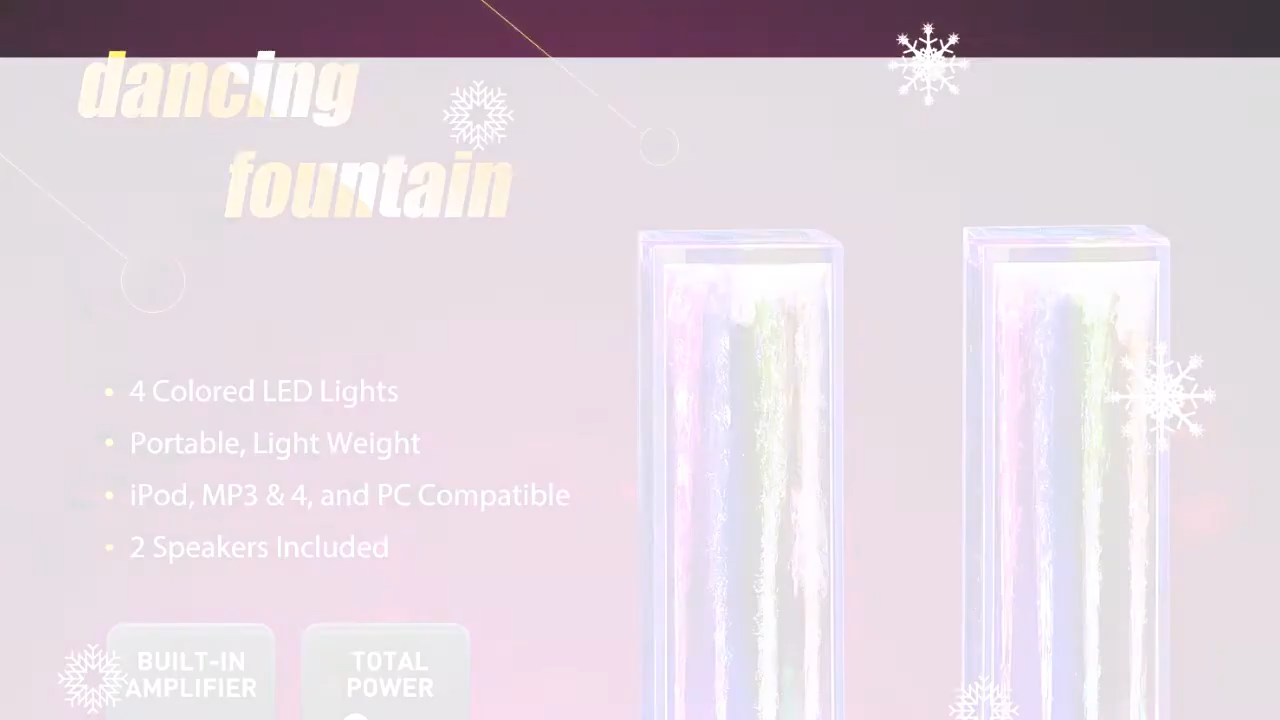 dancing
fountain
• 4 Colored LED Lights
• Portable, Light Weight
• iPod, MP3 & 4, and PC Compatible
• 2 Speakers Included
BUILT-IN
AMPLIFIER
TOTAL
POWER